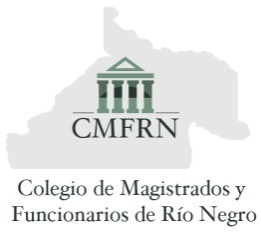 CMFRN
Colegio de Magistrados y
Funcionarios de Río Negro